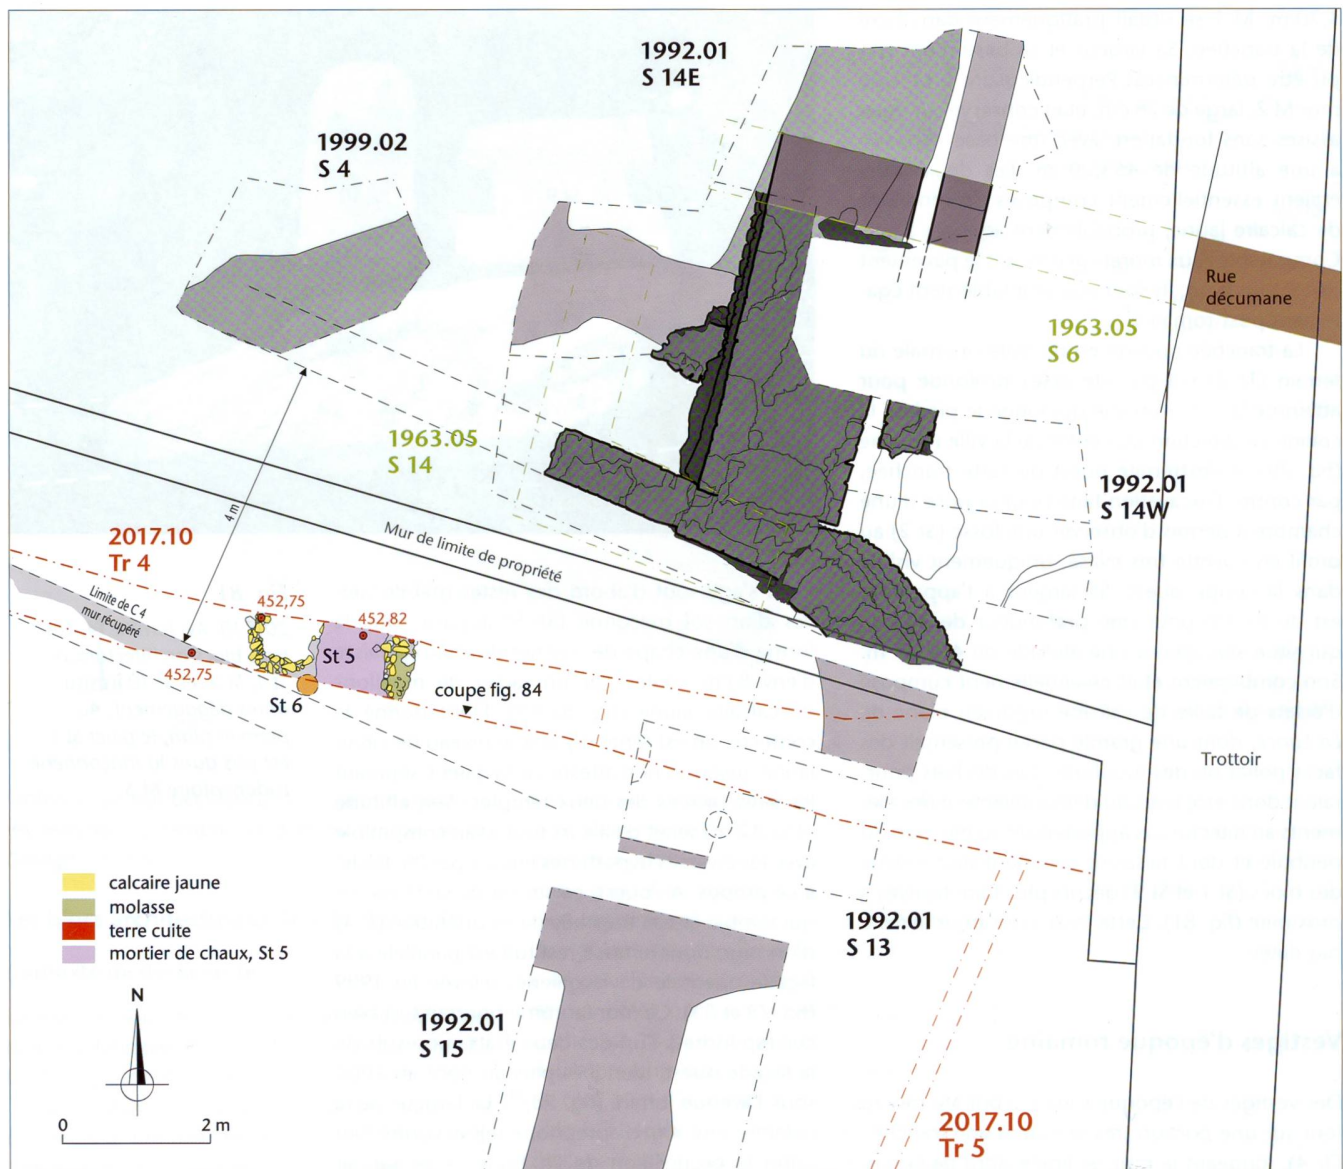 1992.01
S 14E
1999.02
S 4
Rue
décumane
1963.05
S 6
1963.05
S 14
1992.01
S 14W
4 m
Mur de limite de propriété
2017.10
Tr 4
Limite de C 4
mur récupéré
452,75
452,82
St 5
452,75
St 6
coupe fig. 84
Trottoir
calcaire jaune
molasse
terre cuite
mortier de chaux, St 5
1992.01
S 13
N
1992.01
S 15
0 2 m
2017.10
Tr 5